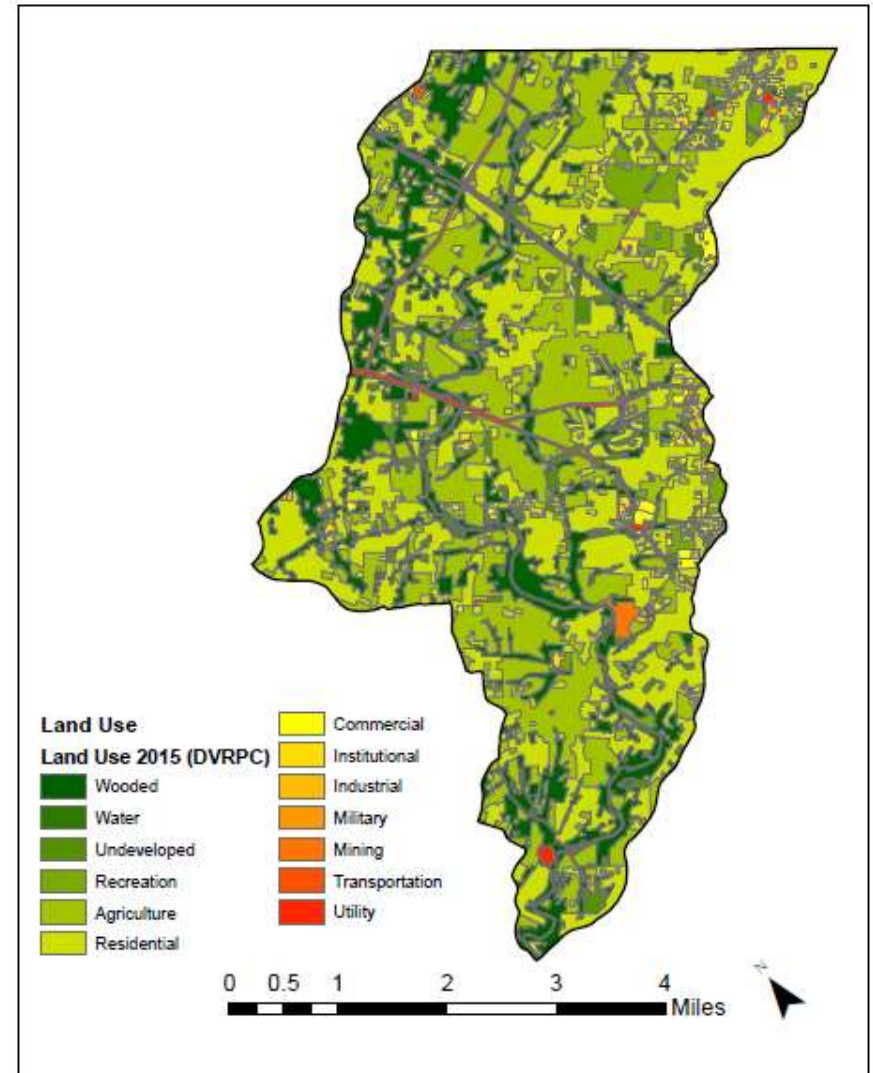 Land Use
Land Use 2015 (DVRPC)
Wooded
Water
Undeveloped
Recreation
Agriculture
Residential
Commercial
Institutional
Industrial
Military
Mining
Transportation
Utility
0 0.5 1 2 3 4
Miles
N